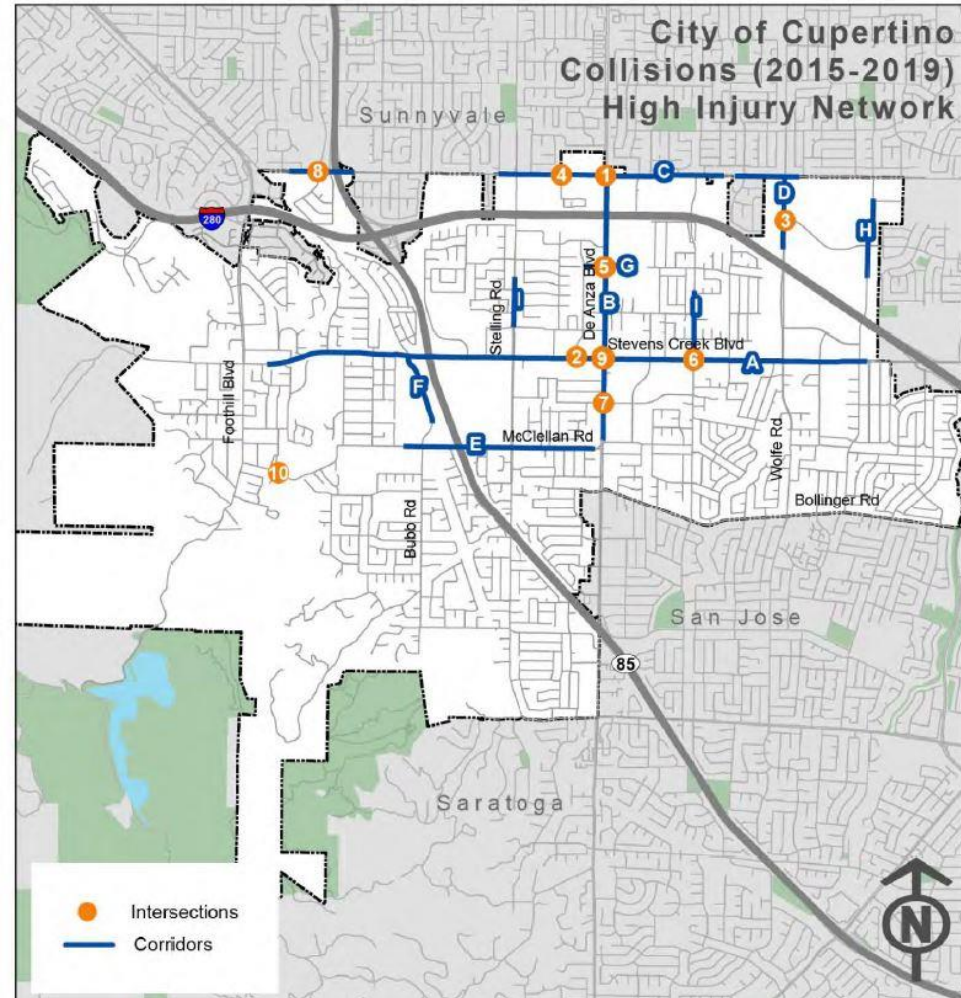 City of Cupertino
Collisions (2015-2019)
High Injury Network
Sunnyvale
8
4
1
C
D
3
H
280
5
G
B
I
Stelling Rd
De Anza Blvd
Stevens Creek Blvd
2
9
6
A
F
7
Foothill Blvd
E
McClellan Rd
10
Wolfe Rd
Bollinger Rd
Bubb Rd
San Jose
85
Saratoga
Intersections
Corridors
N